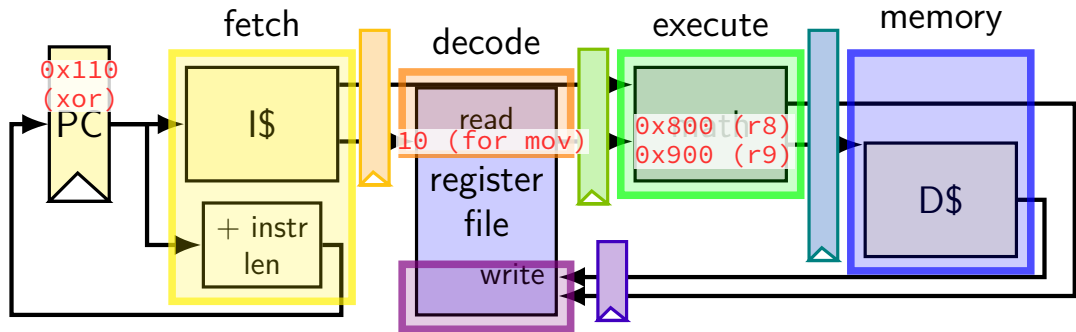 fetch
decode
execute
memory
0x110
(xor)
PC
I$
+ instr
len
read
10 (for mov)
register
file
write
math
0x800 (r8)
0x900 (r9)
D$